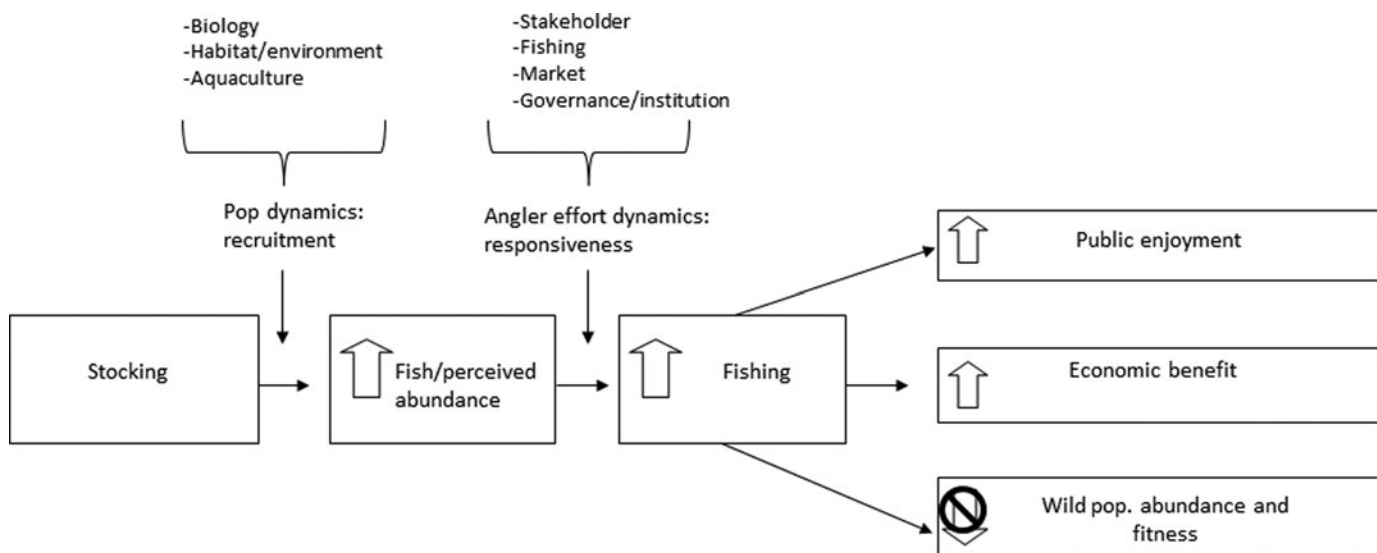 -Biology
-Habitat/environment
-Aquaculture
-Stakeholder
-Fishing
-Market
-Governance/institution
Pop dynamics:
recruitment
Angler effort dynamics:
responsiveness
Stocking
Fish/perceived
abundance
Fishing
Public enjoyment
Economic benefit
Wild pop. abundance and
fitness